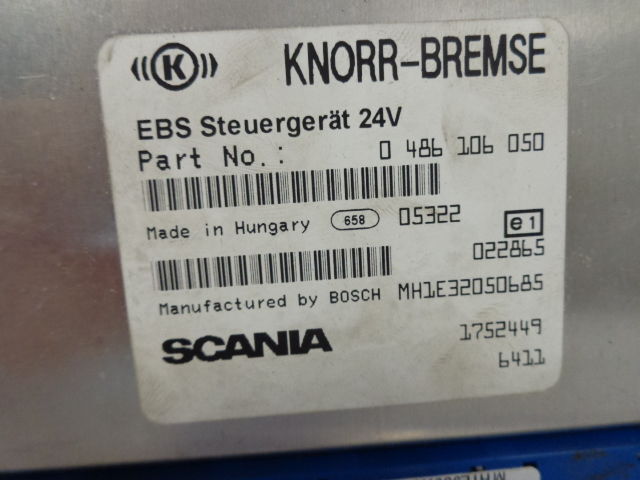 K KNORR-BREMSE
EBS Steuergerät 24V
Part No.: 0 486 106 050
Made in Hungary 658 05322 e1
022865
Manufactured by BOSCH MH1E32050685
SCANIA 1752449
6411